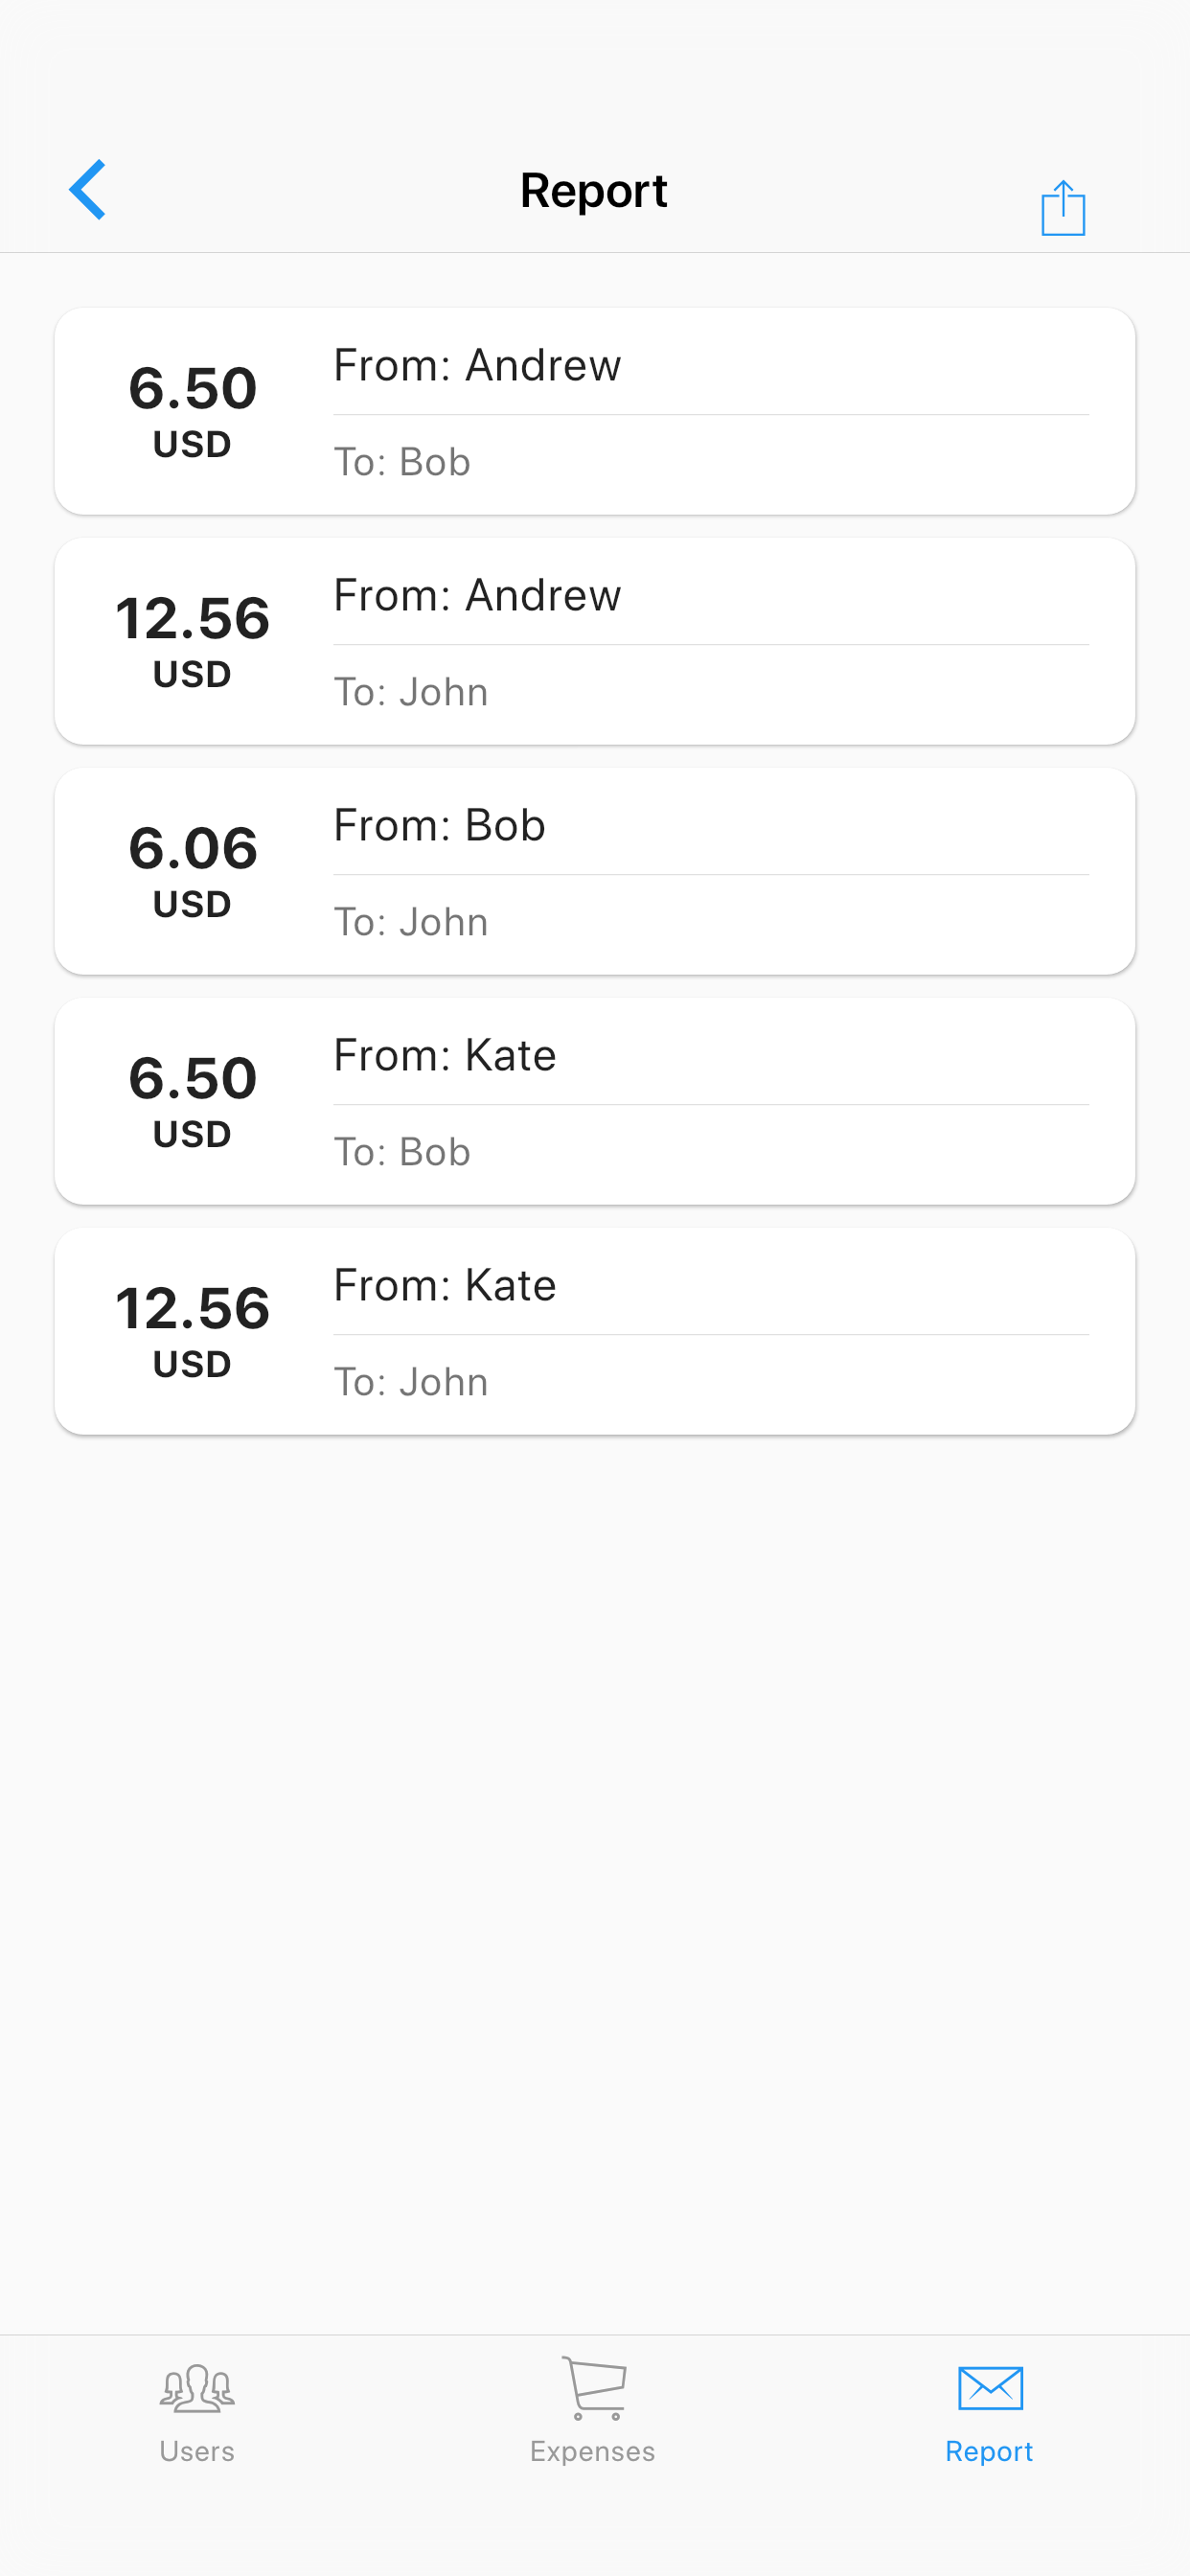 Report
6.50
USD
From: Andrew
To: Bob
12.56
USD
From: Andrew
To: John
6.06
USD
From: Bob
To: John
6.50
USD
From: Kate
To: Bob
12.56
USD
From: Kate
To: John
Users
Expenses
Report